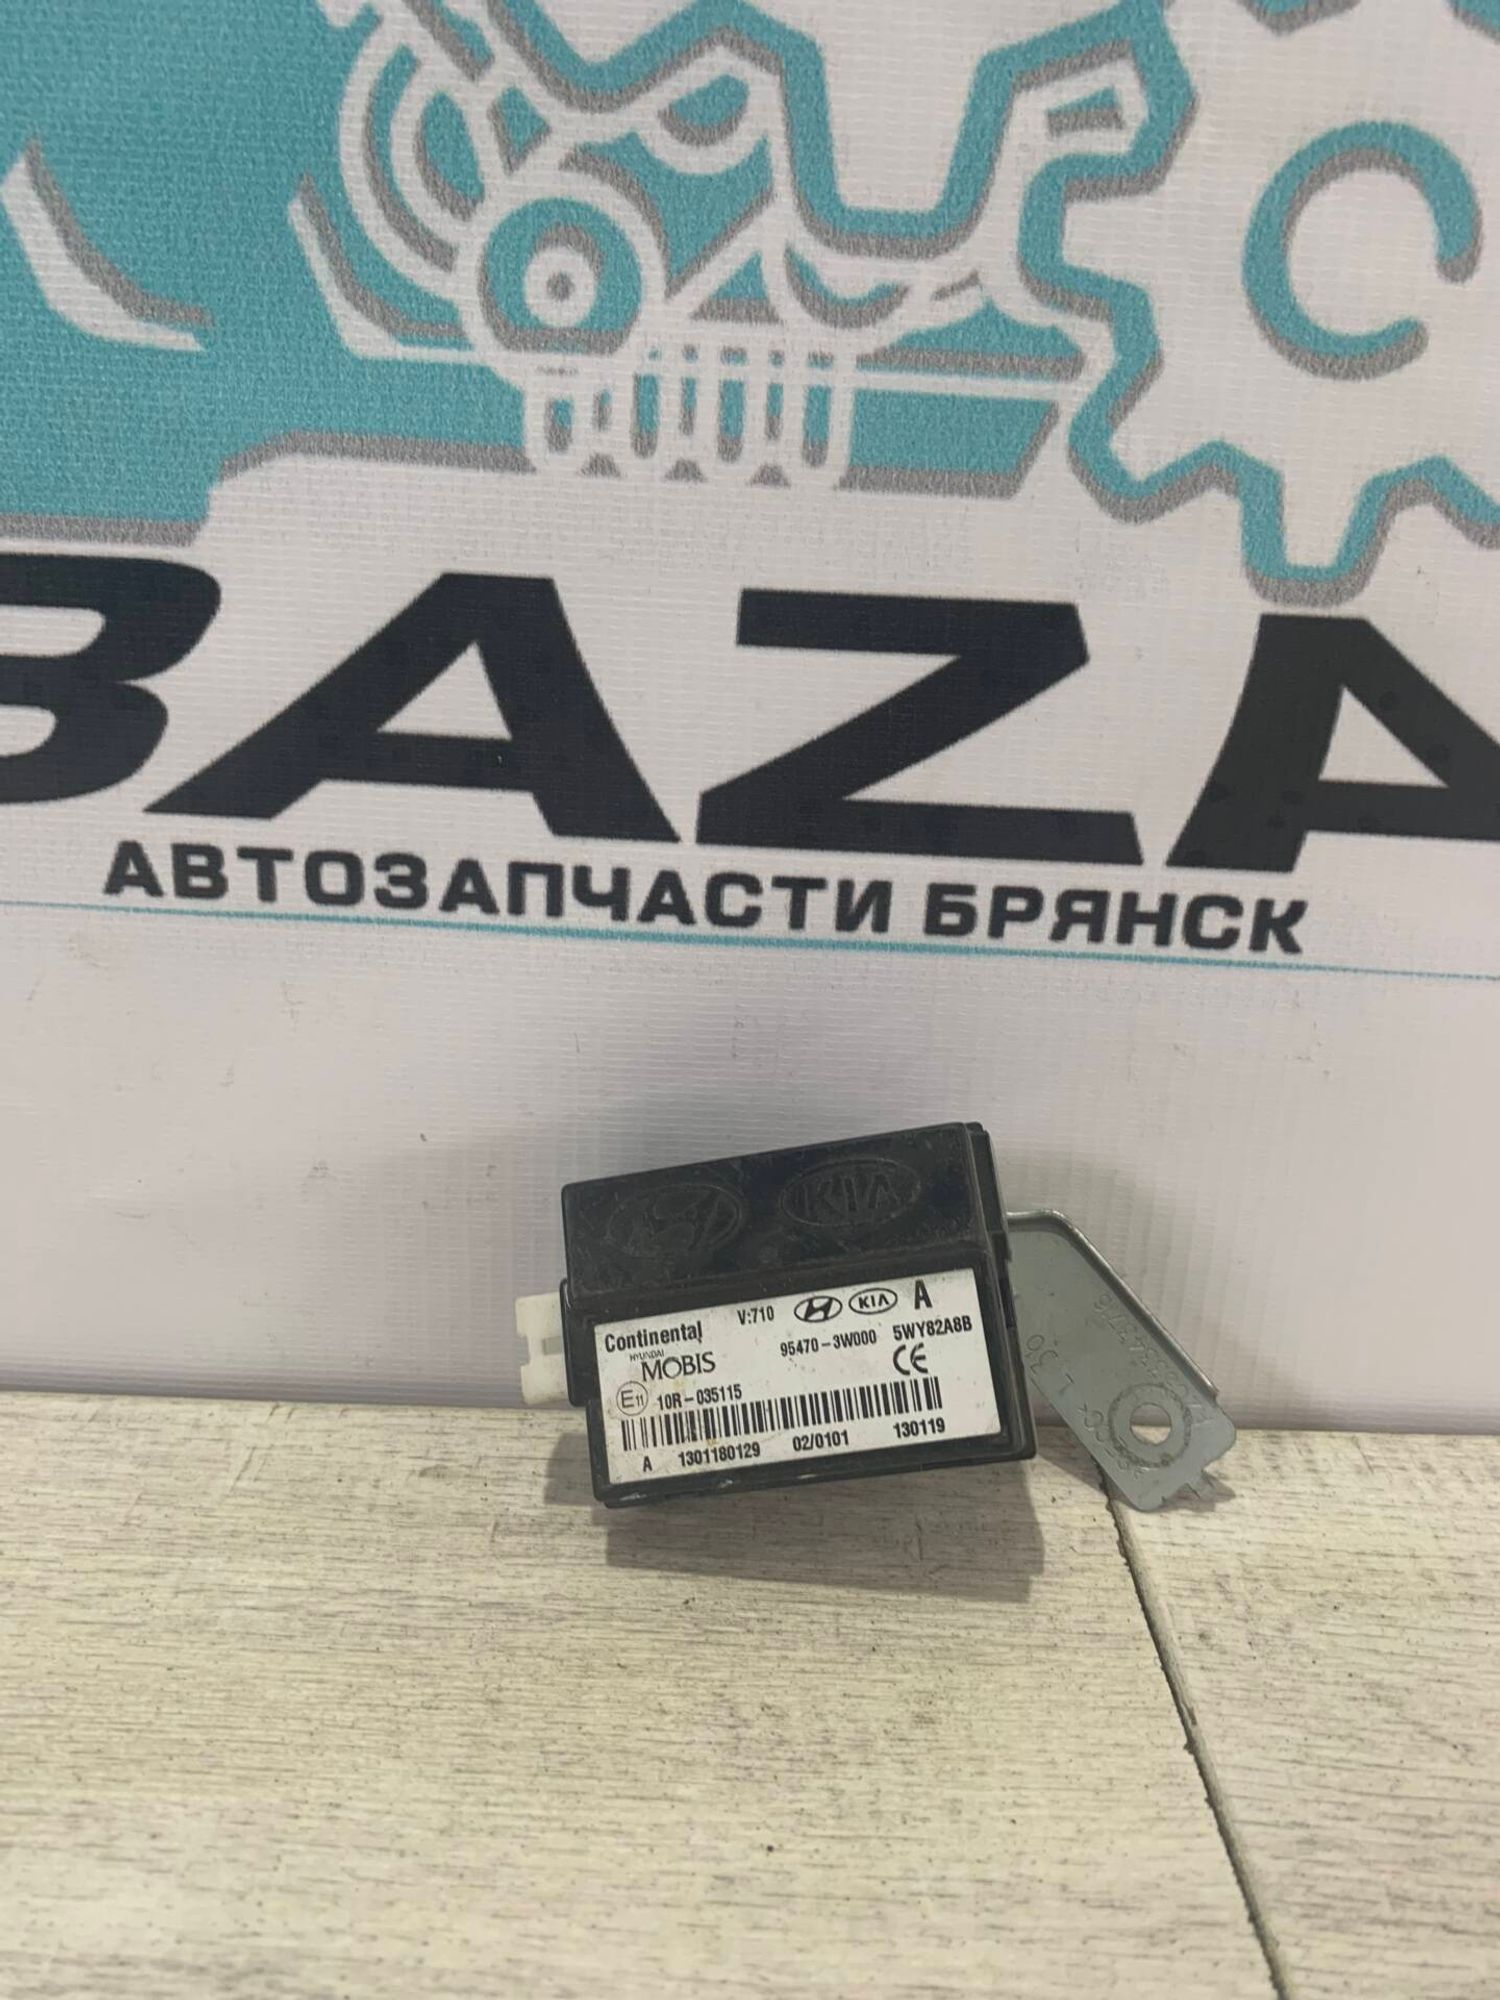 BAZA
АВТОЗАПЧАСТИ БРЯНСК
KIA
Continental V:710 KIA A
HYUNDAI
MOBIS 95470-3W000 5WY82A8B
CE
E11 10R-035115
A 1301180129 02/0101 130119